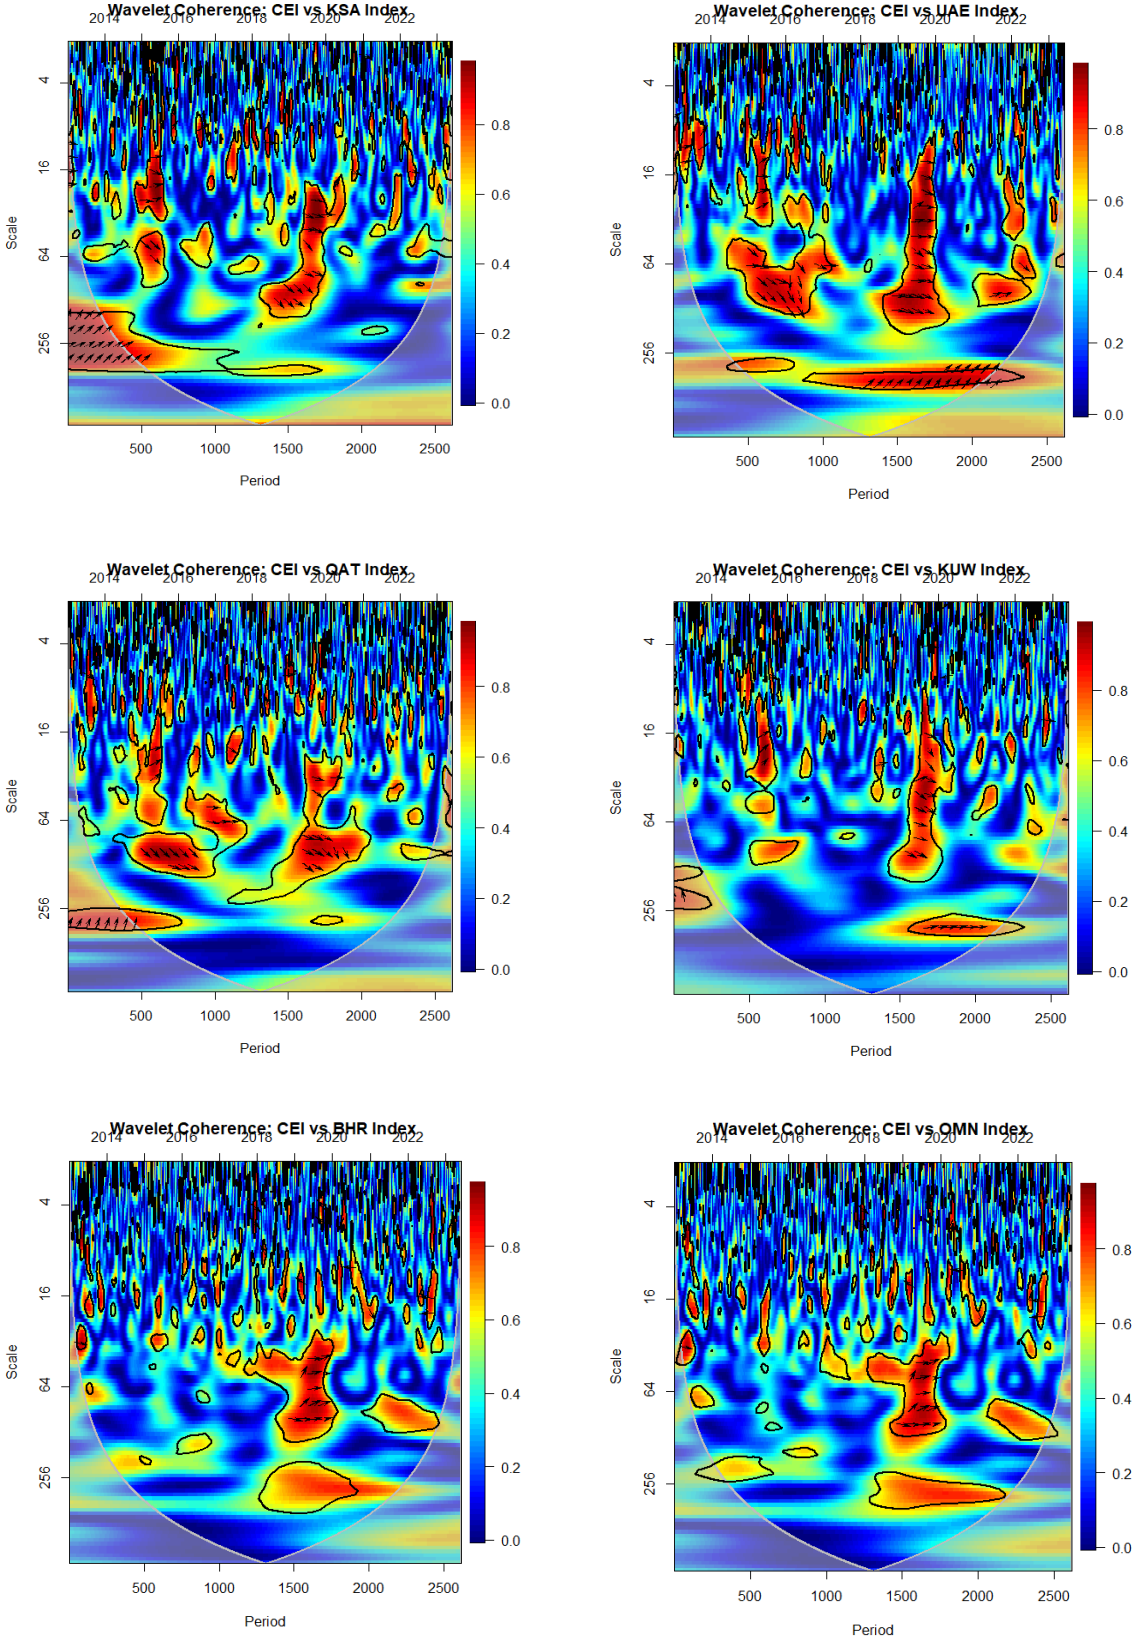 Wavelet Coherence: CEI vs KSA Index
2014 2016 2018 2020 2022
Scale
4
16
64
256
0.8
0.6
0.4
0.2
0.0
500 1000 1500 2000 2500
Period
Wavelet Coherence: CEI vs UAE Index
2014 2016 2018 2020 2022
Scale
4
16
64
256
0.8
0.6
0.4
0.2
0.0
500 1000 1500 2000 2500
Period
Wavelet Coherence: CEI vs QAT Index
2014 2016 2018 2020 2022
Scale
4
16
64
256
0.8
0.6
0.4
0.2
0.0
500 1000 1500 2000 2500
Period
Wavelet Coherence: CEI vs KUW Index
2014 2016 2018 2020 2022
Scale
4
16
64
256
0.8
0.6
0.4
0.2
0.0
500 1000 1500 2000 2500
Period
Wavelet Coherence: CEI vs BHR Index
2014 2016 2018 2020 2022
Scale
4
16
64
256
0.8
0.6
0.4
0.2
0.0
500 1000 1500 2000 2500
Period
Wavelet Coherence: CEI vs OMN Index
2014 2016 2018 2020 2022
Scale
4
16
64
256
0.8
0.6
0.4
0.2
0.0
500 1000 1500 2000 2500
Period